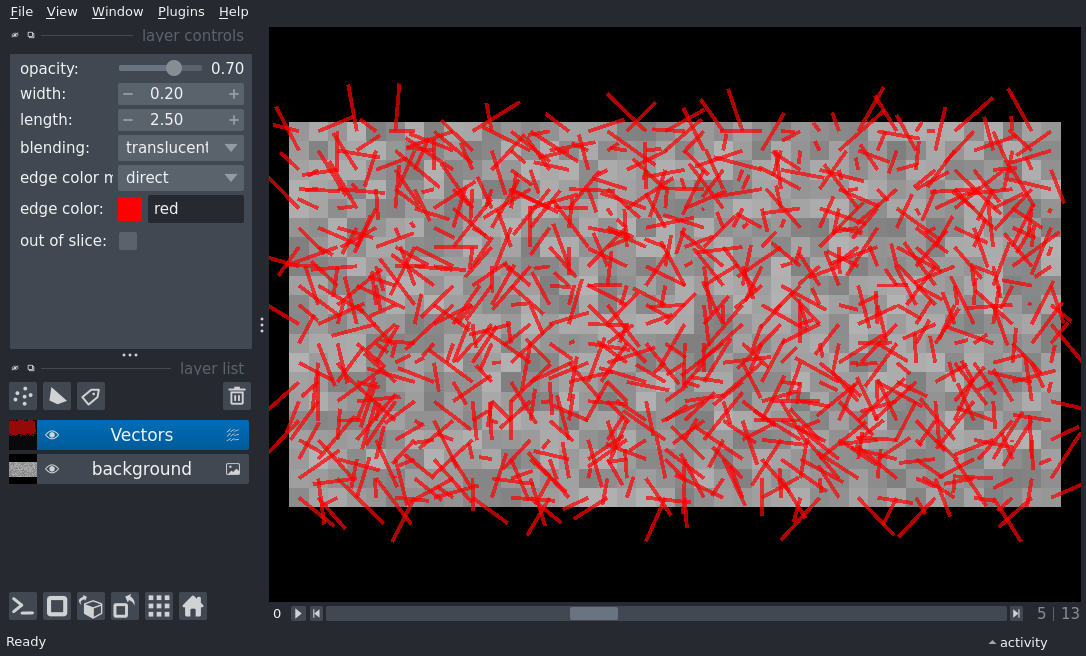 File View Window Plugins Help
layer controls
opacity: 0.70
width: − 0.20 +
length: − 2.50 +
blending: translucent
edge color m direct
edge color: red
out of slice:
layer list
Vectors
background
0 5 | 13
Ready activity